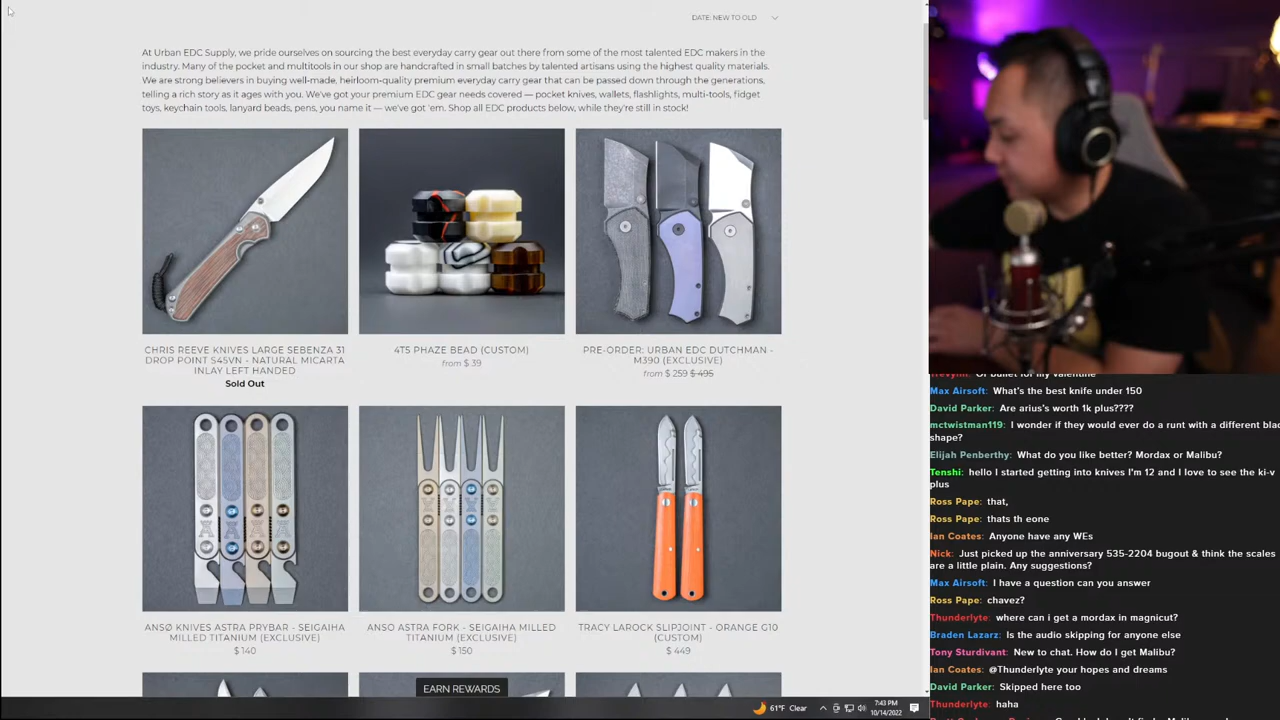 DATE: NEW TO OLD
At Urban EDC Supply, we pride ourselves on sourcing the best everyday carry gear out there from some of the most talented EDC makers in the
industry. Many of the pocket and multitools in our shop are handcrafted in small batches by talented artisans using the highest quality materials.
We are strong believers in buying well-made, heirloom-quality premium everyday carry gear that can be passed down through the generations,
telling a rich story as it ages with you. We've got your premium EDC gear needs covered — pocket knives, wallets, flashlights, multi-tools, fidget
toys, keychain tools, lanyard beads, pens, you name it — we've got 'em. Shop all EDC products below, while they're still in stock!
CHRIS REEVE KNIVES LARGE SEBENZA 31
DROP POINT S45VN - NATURAL MICARTA
INLAY LEFT HANDED
Sold Out
4T5 PHAZE BEAD (CUSTOM)
from $ 39
PRE-ORDER: URBAN EDC DUTCHMAN -
M390 (EXCLUSIVE)
from $ 259 $ 495
ANSØ KNIVES ASTRA PRYBAR - SEIGAIHA
MILLED TITANIUM (EXCLUSIVE)
$ 140
ANSO ASTRA FORK - SEIGAIHA MILLED
TITANIUM (EXCLUSIVE)
$ 150
TRACY LAROCK SLIPJOINT - ORANGE G10
(CUSTOM)
$ 449
EARN REWARDS
61°F Clear
7:43 PM
10/14/2022
Max Airsoft: What's the best knife under 150
David Parker: Are arius's worth 1k plus????
mctwistman119: I wonder if they would ever do a runt with a different
shape?
Elijah Penberthy: What do you like better? Mordax or Malibu?
Tenshi: hello I started getting into knives I'm 12 and I love to see the ki-v
plus
Ross Pape: that,
Ross Pape: thats th eone
Ian Coates: Anyone have any WEs
Nick: Just picked up the anniversary 535-2204 bugout & think the scales
are a little plain. Any suggestions?
Max Airsoft: I have a question can you answer
Ross Pape: chavez?
Thunderlyte: where can i get a mordax in magnicut?
Braden Lazarz: Is the audio skipping for anyone else
Tony Sturdivant: New to chat. How do I get Malibu?
Ian Coates: @Thunderlyte your hopes and dreams
David Parker: Skipped here too
Thunderlyte: haha